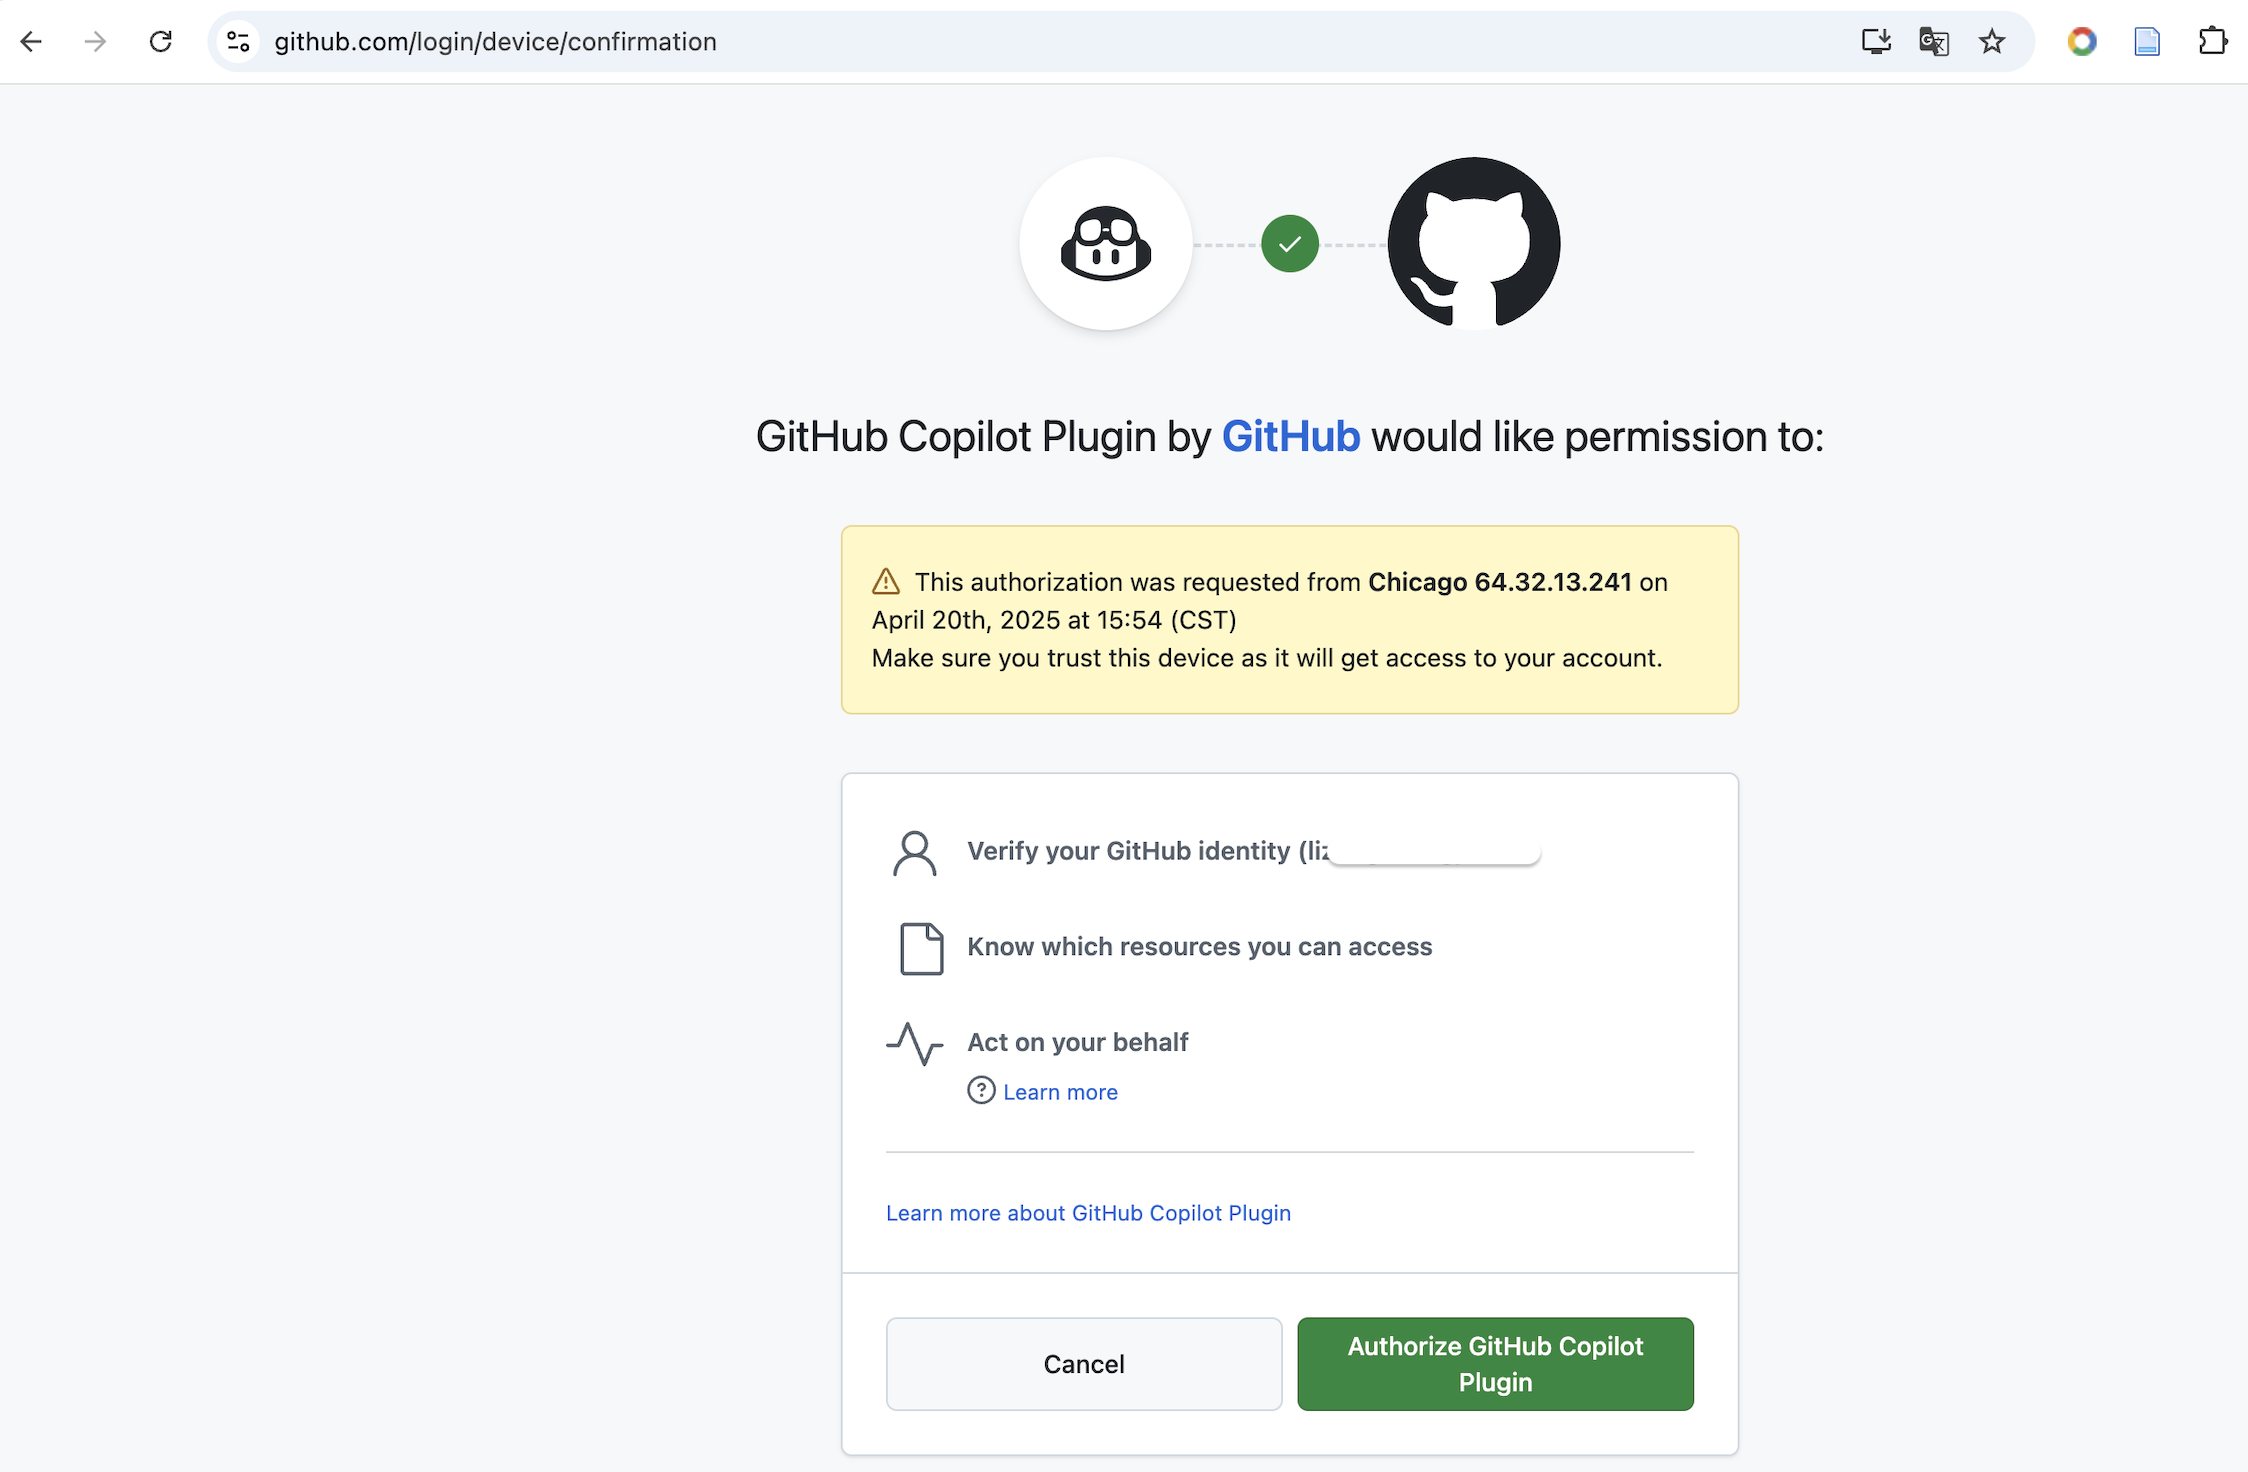 github.com/login/device/confirmation
GitHub Copilot Plugin by GitHub would like permission to:
This authorization was requested from Chicago 64.32.13.241 on
April 20th, 2025 at 15:54 (CST)
Make sure you trust this device as it will get access to your account.
Verify your GitHub identity (liz
Know which resources you can access
Act on your behalf
Learn more
Learn more about GitHub Copilot Plugin
Cancel
Authorize GitHub Copilot
Plugin